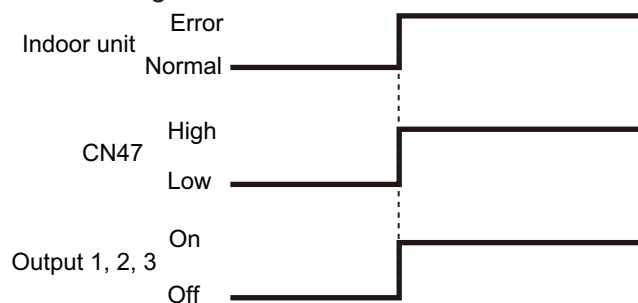 Error
Indoor unit
Normal
High
CN47
Low
On
Output 1, 2, 3
Off